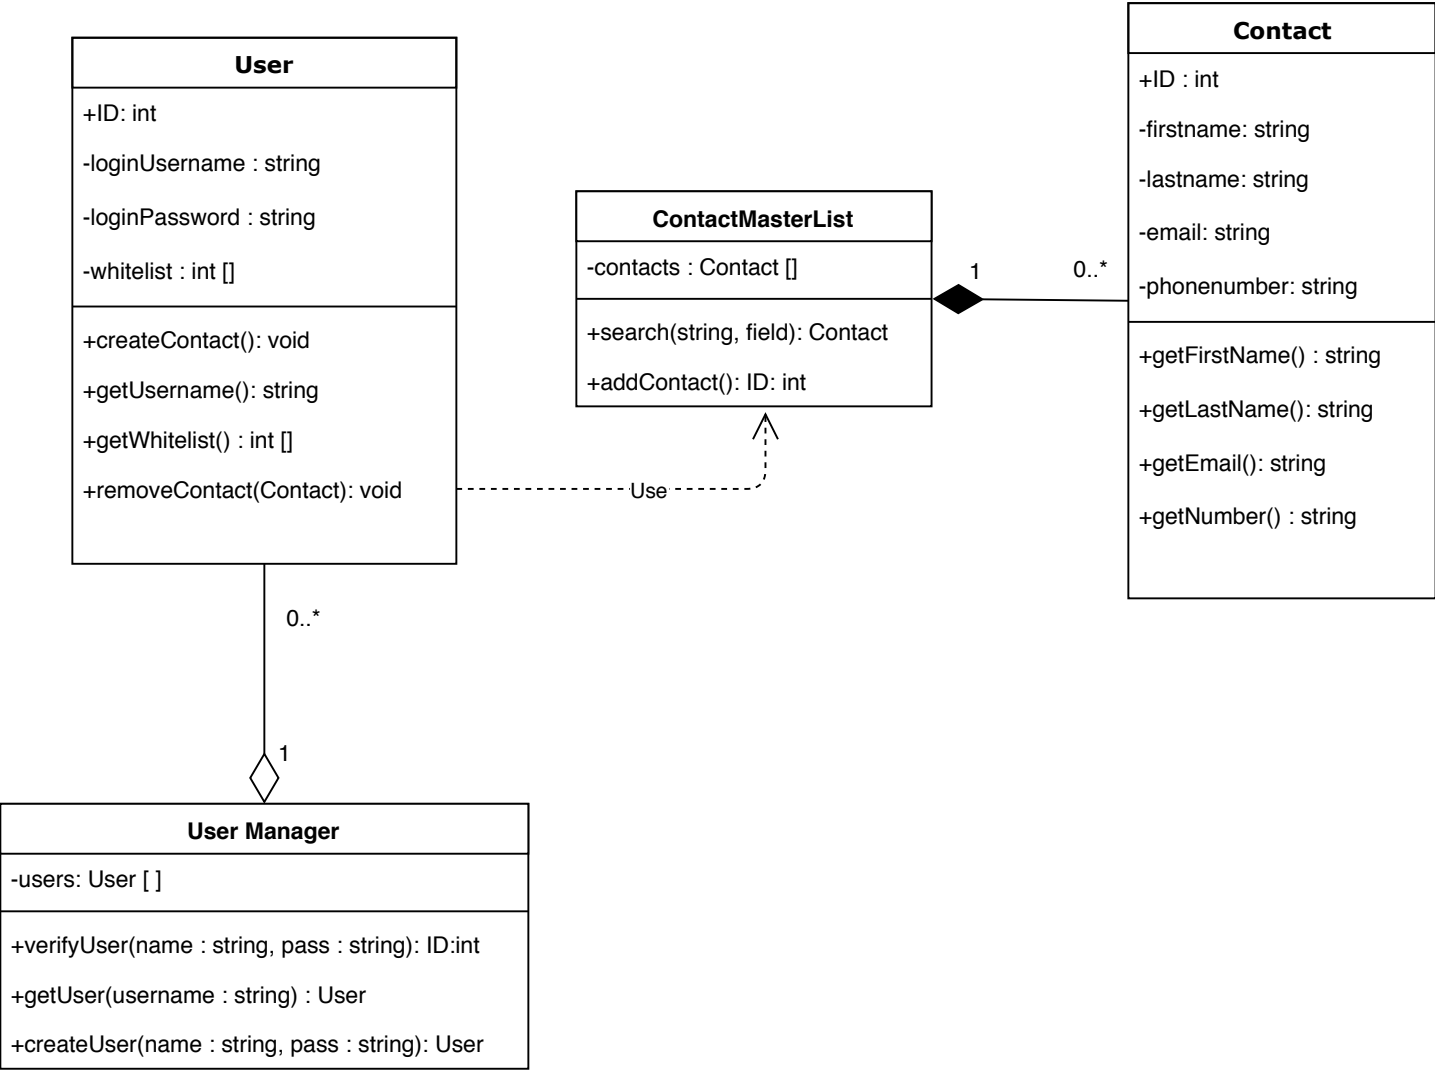 User
+ID: int
-loginUsername : string
-loginPassword : string
-whitelist : int []
+createContact(): void
+getUsername(): string
+getWhitelist() : int []
+removeContact(Contact): void
Use
ContactMasterList
-contacts : Contact []
+search(string, field): Contact
+addContact(): ID: int
1
0..*
Contact
+ID : int
-firstname: string
-lastname: string
-email: string
-phonenumber: string
+getFirstName() : string
+getLastName(): string
+getEmail(): string
+getNumber() : string
0..*
1
User Manager
-users: User [ ]
+verifyUser(name : string, pass : string): ID:int
+getUser(username : string) : User
+createUser(name : string, pass : string): User